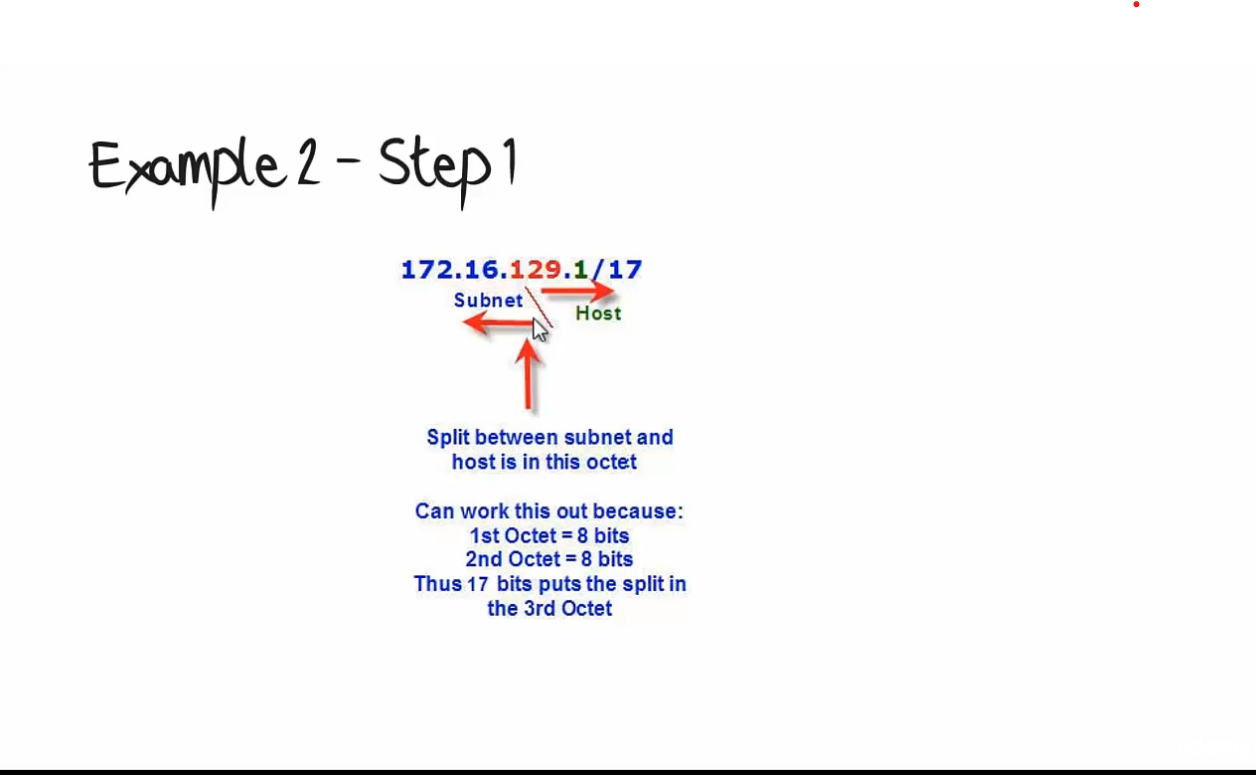 Example 2 - Step 1
172.16.129.1/17
Subnet
Host
Split between subnet and
host is in this octet
Can work this out because:
1st Octet = 8 bits
2nd Octet = 8 bits
Thus 17 bits puts the split in
the 3rd Octet